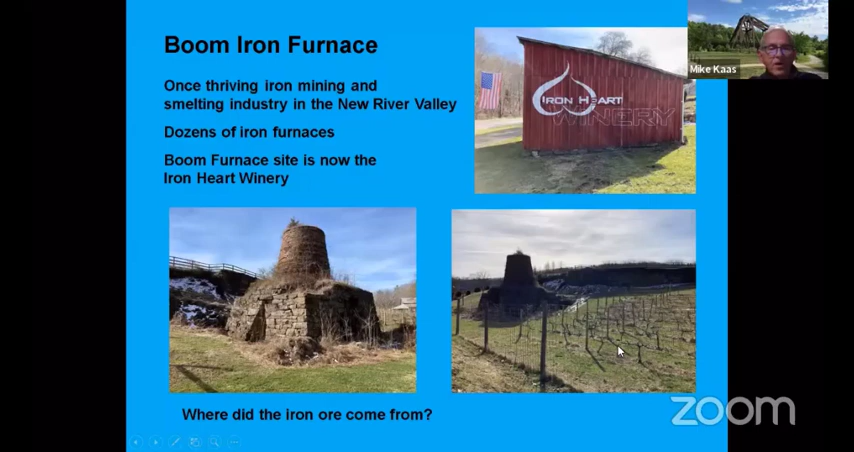 Boom Iron Furnace
Once thriving iron mining and
smelting industry in the New River Valley
Dozens of iron furnaces
Boom Furnace site is now the
Iron Heart Winery
IRON HEART
WINERY
Mike Kaas
Where did the iron ore come from?
zoom